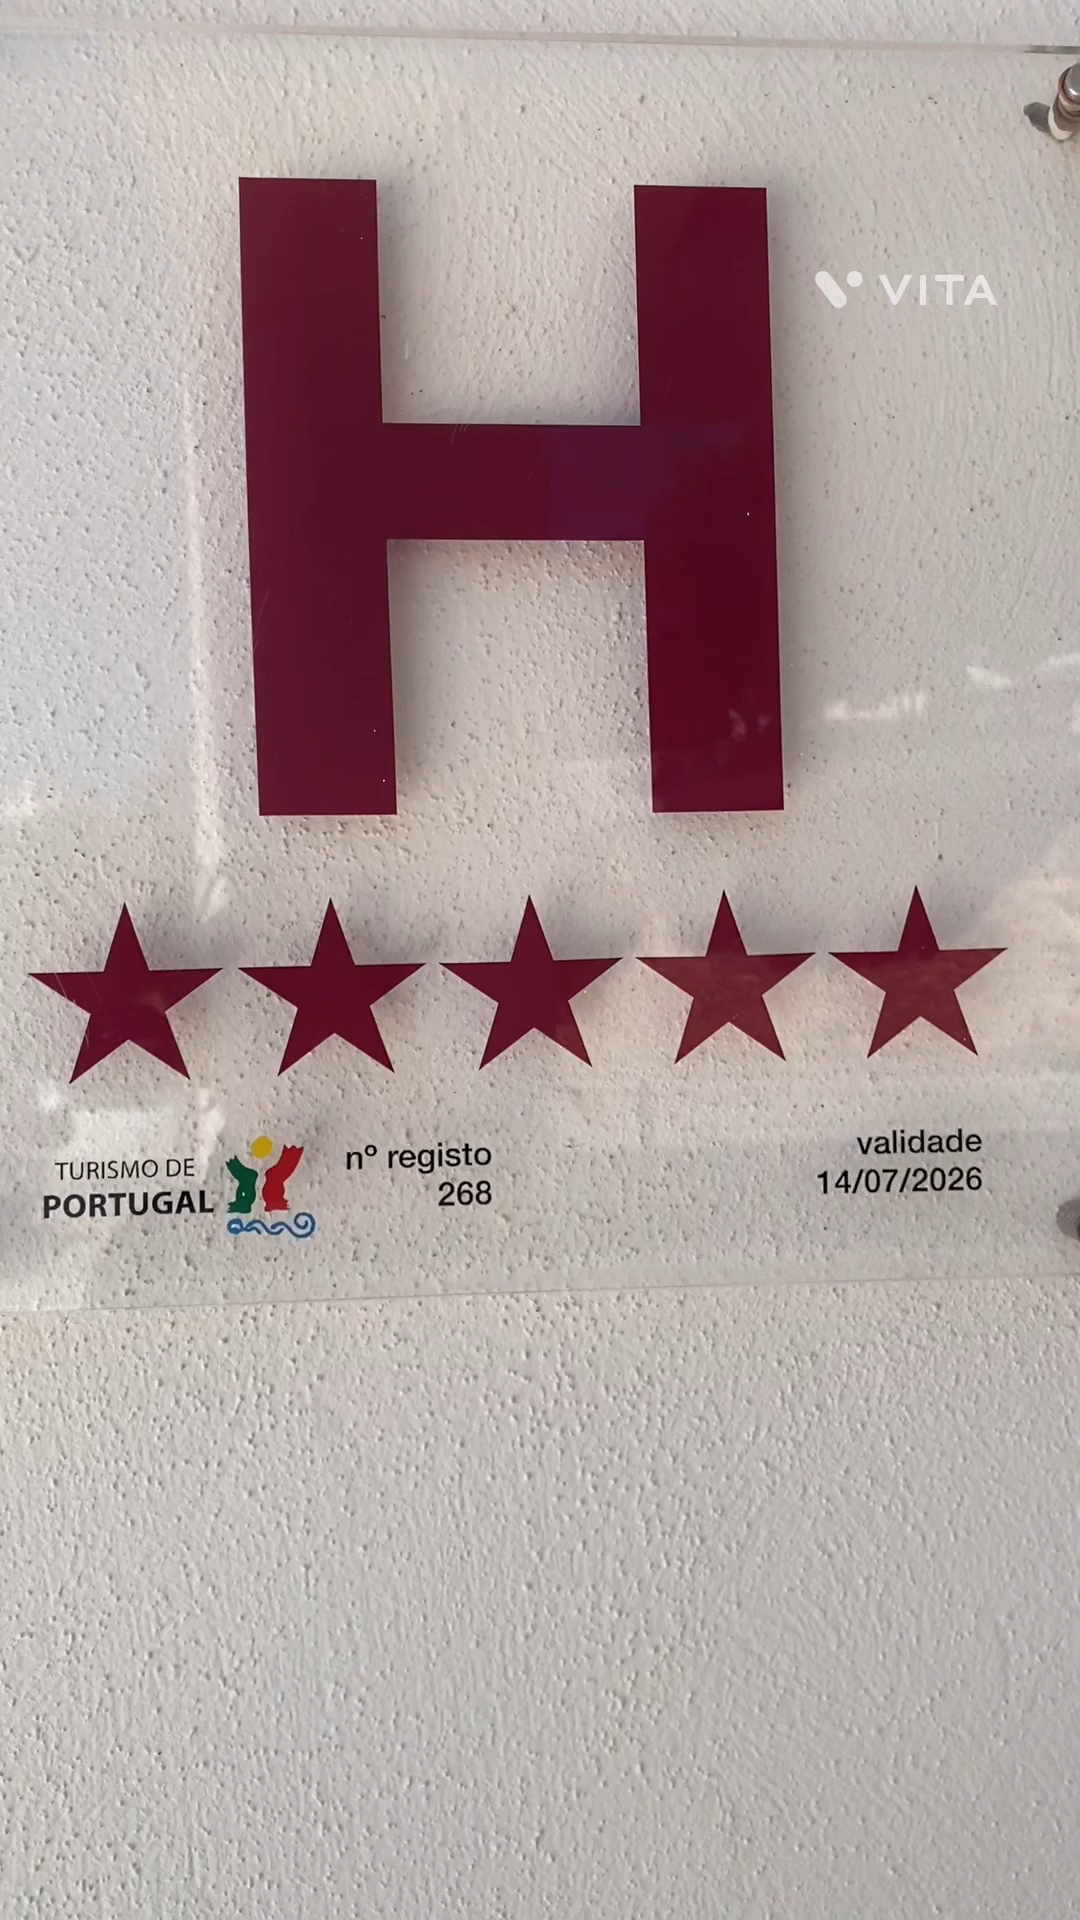 VITA
H
TURISMO DE
PORTUGAL
nº registo
268
validade
14/07/2026